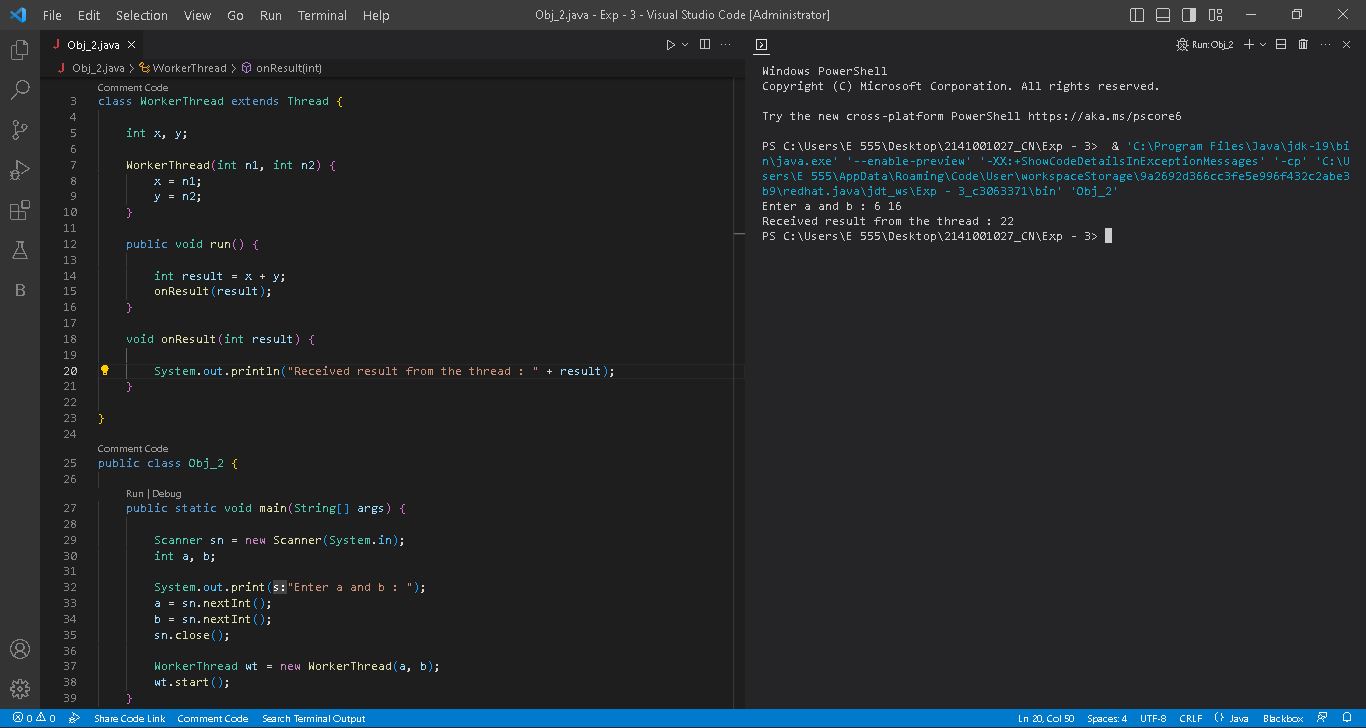 File Edit Selection View Go Run Terminal Help
Obj_2.java - Exp - 3 - Visual Studio Code [Administrator]
J Obj_2.java
J Obj_2.java > WorkerThread > onResult(int)
Comment Code
3 class WorkerThread extends Thread {
4
5 int x, y;
6
7 WorkerThread(int n1, int n2) {
8 x = n1;
9 y = n2;
10 }
11
12 public void run() {
13
14 int result = x + y;
15 onResult(result);
16 }
17
18 void onResult(int result) {
19
20 System.out.println("Received result from the thread : " + result);
21 }
22
23 }
24
Comment Code
25 public class Obj_2 {
26
Run | Debug
27 public static void main(String[] args) {
28
29 Scanner sn = new Scanner(System.in);
30 int a, b;
31
32 System.out.print(s:"Enter a and b : ");
33 a = sn.nextInt();
34 b = sn.nextInt();
35 sn.close();
36
37 WorkerThread wt = new WorkerThread(a, b);
38 wt.start();
39 }
Run: Obj_2
Windows PowerShell
Copyright (C) Microsoft Corporation. All rights reserved.
Try the new cross-platform PowerShell https://aka.ms/pscore6
PS C:\Users\E 555\Desktop\2141001027_CN\Exp - 3> & 'C:\Program Files\Java\jdk-19\bi
n\java.exe' '--enable-preview' '-XX:+ShowCodeDetailsInExceptionMessages' '-cp' 'C:\U
sers\E 555\AppData\Roaming\Code\User\workspaceStorage\9a2692d366cc3fe5e996f432c2abe3
b9\redhat.java\jdt_ws\Exp - 3_c3063371\bin' 'Obj_2'
Enter a and b : 6 16
Received result from the thread : 22
PS C:\Users\E 555\Desktop\2141001027_CN\Exp - 3>
B
0 0 Share Code Link Comment Code Search Terminal Output
Ln 20, Col 50 Spaces: 4 UTF-8 CRLF {} Java Blackbox